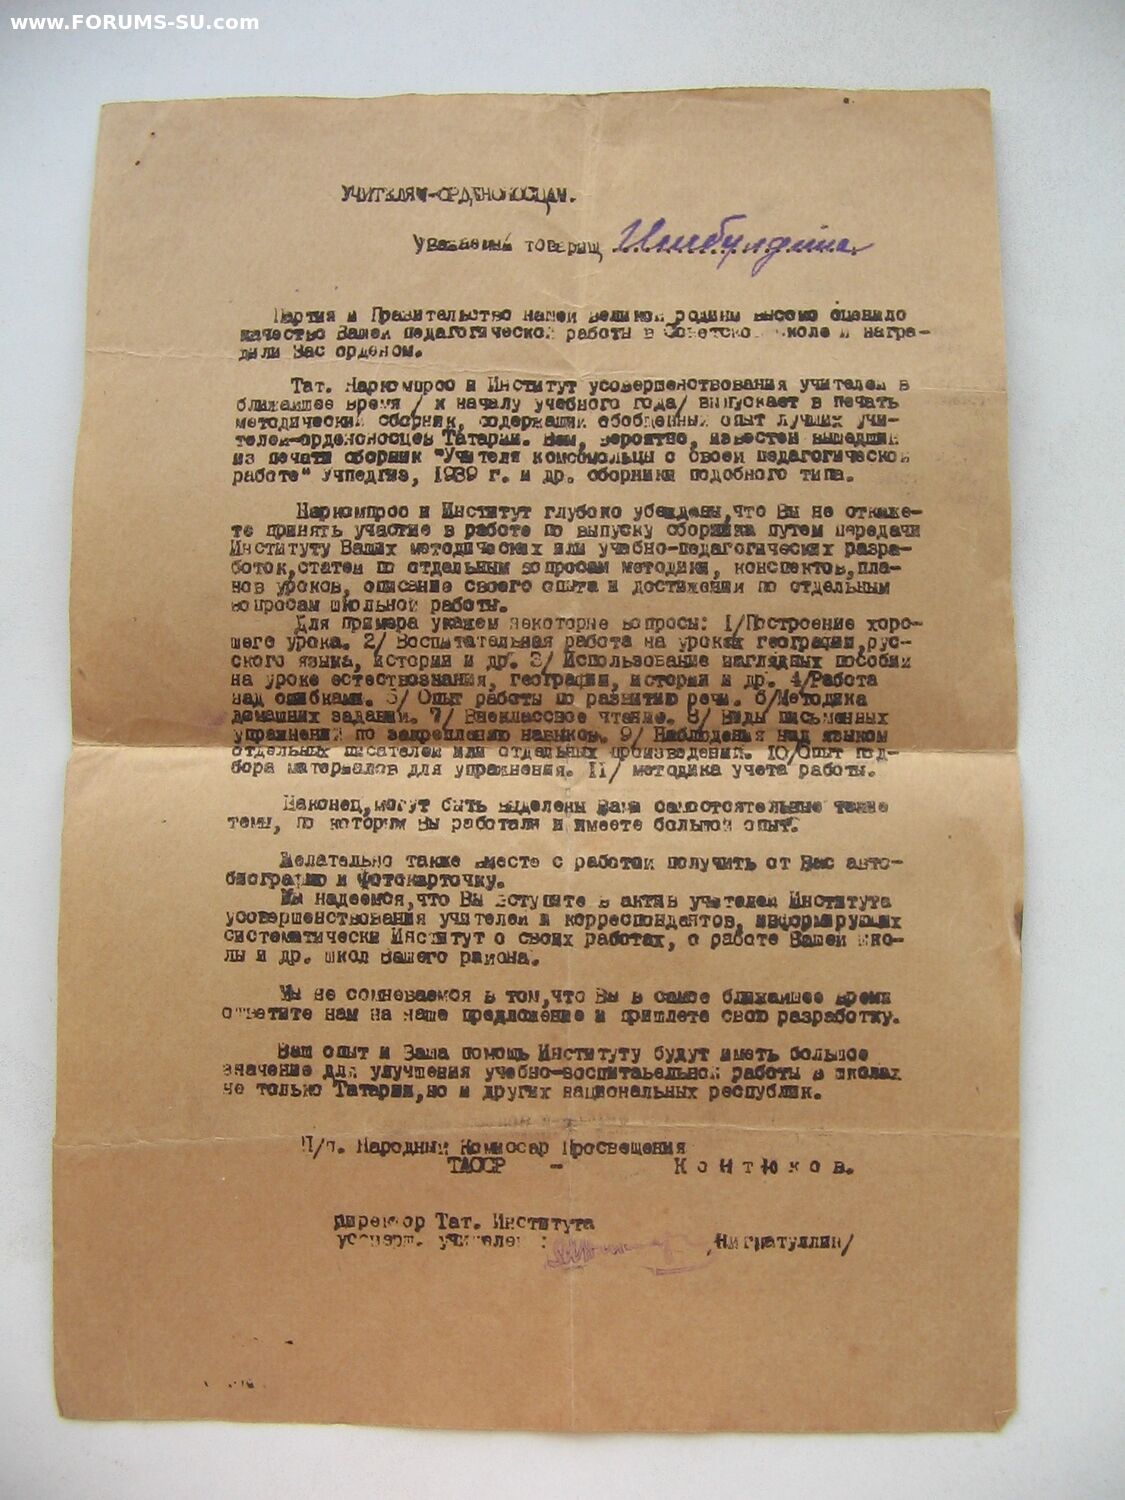 www.FORUMS-SU.com
УЧИТЕЛЯМ-ОРДЕНОНОСЦАМ.
Уважаемый товарищ Ишбулдина
Партия и Правительство нашей великой родины высоко оценило
качество Вашей педагогической работы в Советской школе и награ-
дили Вас орденом.
Тат. Наркомпрос и Институт усовершенствования учителей в
ближайшее время / к началу учебного года/ выпускает в печать
методический сборник, содержащий обобщенный опыт лучших учи-
телей-орденоносцев Татарии. Вам, вероятно, известен вышедший
из печати сборник "Учителя комсомольцы о своей педагогической
работе" Учпедгиз, 1939 г. и др. сборники подобного типа.
Наркомпрос и Институт глубоко убеждены,что Вы не откаже-
те принять участие в работе по выпуску сборника путем передачи
Институту Ваших методических или учебно-педагогических разра-
боток,статей по отдельным вопросам методики, конспектов,пла-
нов уроков, описание своего опыта и достижений по отдельным
вопросам школьной работы.
Для примера укажем некоторые вопросы: 1/Построение хоро-
шего урока. 2/ Воспитательная работа на уроках географии,рус-
ского языка, истории и др. 3/ Использование наглядных пособий
на уроке естествознания, географии, истории и др. 4/Работа
над ошибками. 5/ Опыт работы по развитию речи. 6/Методика
домашних заданий. 7/ Внеклассное чтение. 8/ Виды письменных
упражнений по закреплению навыков. 9/ Наблюдения над языком
отдельных писателей или отдельных произведений. 10/Опыт под-
бора материалов для упражнения. 11/ методика учета работы.
Наконец,могут быть выделены Вами самостоятельные такие
темы, по которым Вы работали и имеете большой опыт.
Желательно также вместе с работой получить от Вас авто-
биографию и фотокарточку.
Мы надеемся,что Вы вступите в актив учителей Института
усовершенствования учителей и корреспондентов, информирующих
систематически Институт о своих работах, о работе Вашей шко-
лы и др. школ Вашего района.
Мы не сомневаемся в том,что Вы в самое ближайшее время
ответите нам на наше предложение и пришлете свою разработку.
Ваш опыт и Ваша помощь Институту будут иметь большое
значение для улучшения учебно-воспитаьельной работы в школах
не только Татарии,но и других национальных республик.
П/п. Народный Комиссар Просвещения
ТАССР - Контюков.
Директор Тат. Института
усоверш. учителей : Нигматуллин/